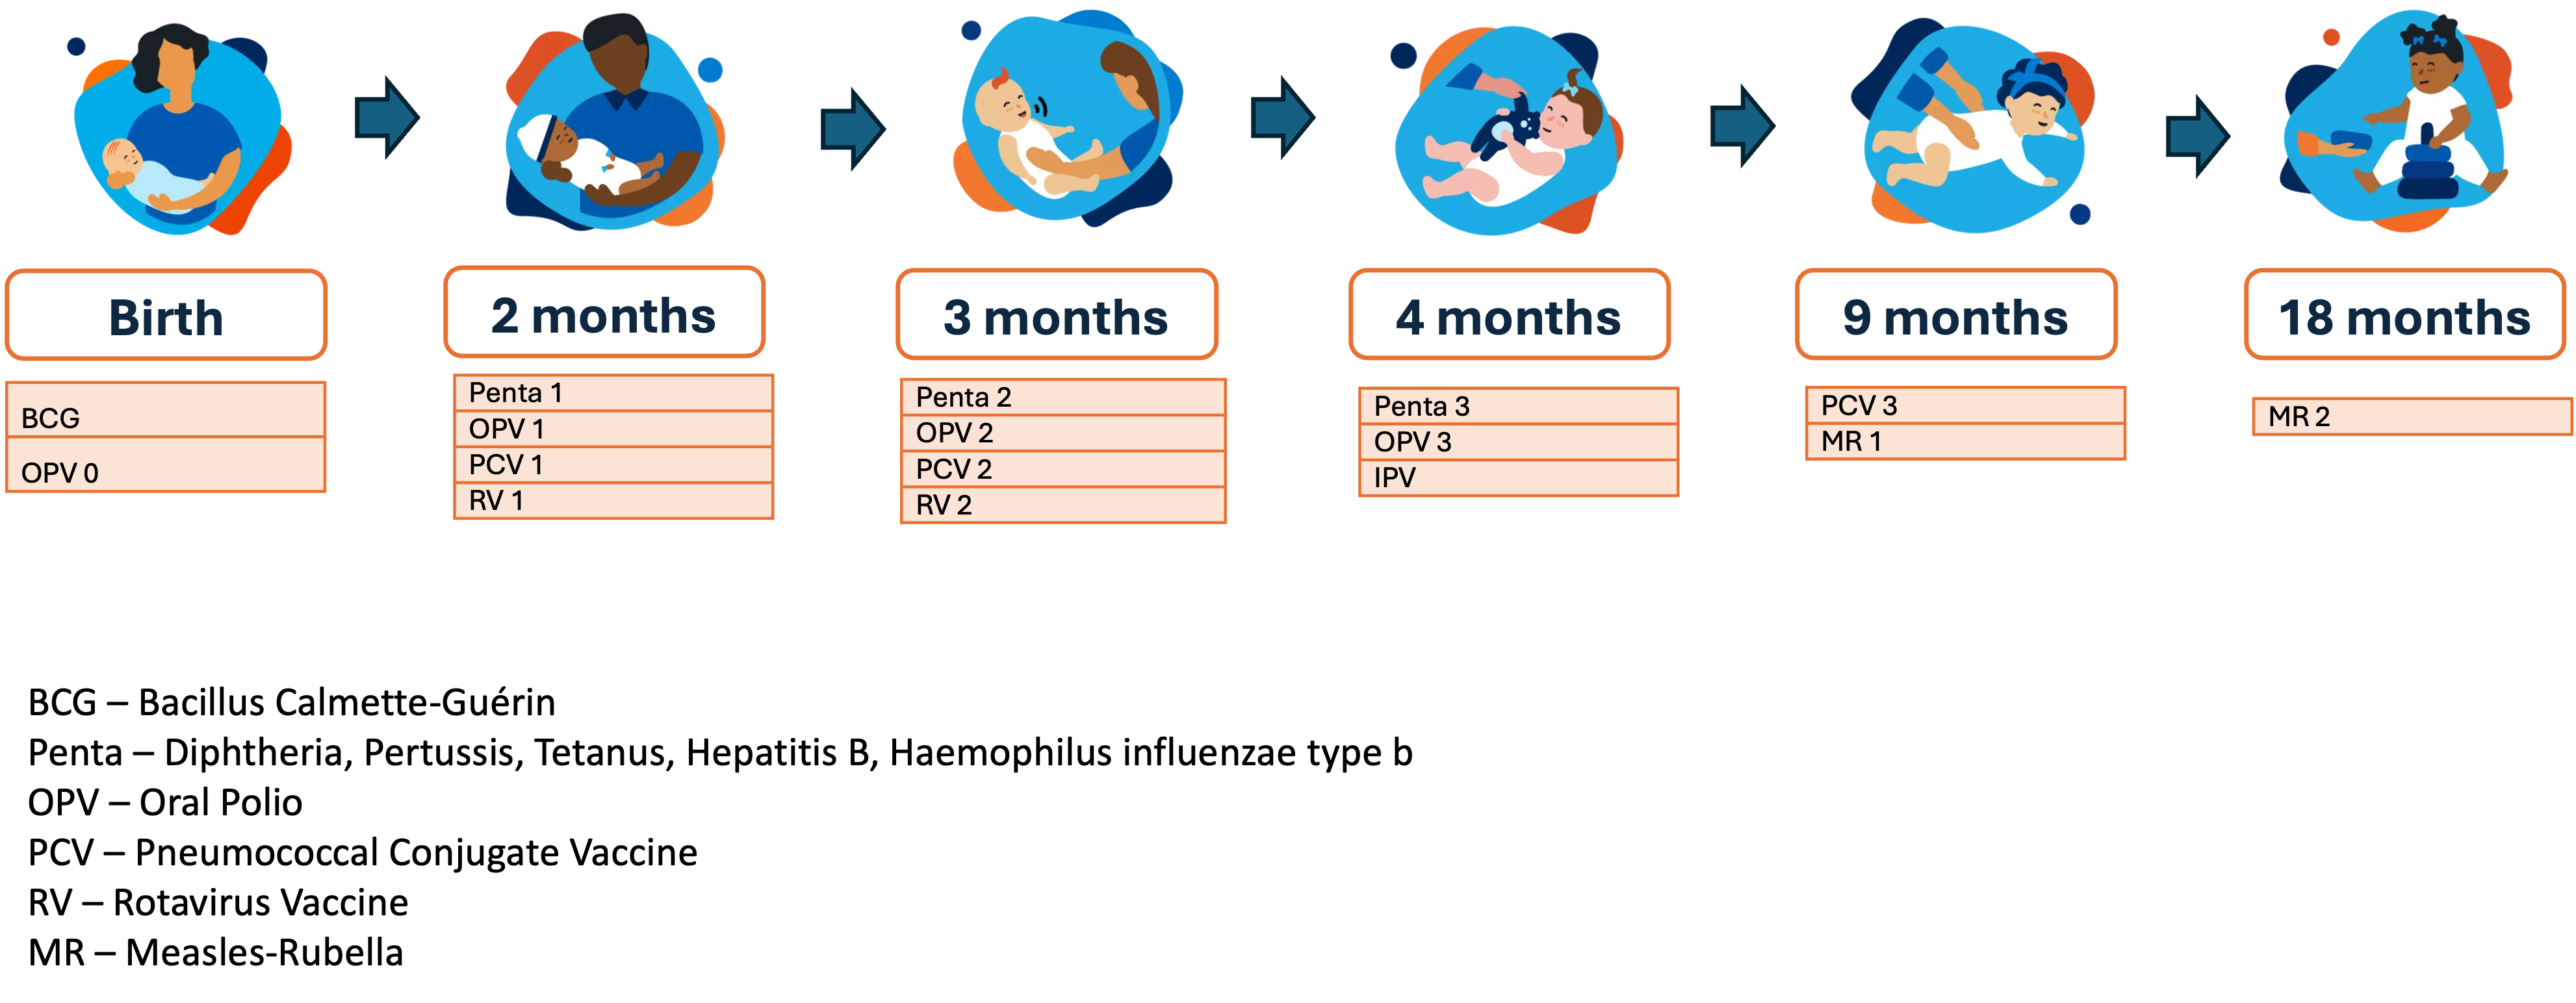 Birth
BCG
OPV 0
2 months
Penta 1
OPV 1
PCV 1
RV 1
3 months
Penta 2
OPV 2
PCV 2
RV 2
4 months
Penta 3
OPV 3
IPV
9 months
PCV 3
MR 1
18 months
MR 2
BCG – Bacillus Calmette-Guérin
Penta – Diphtheria, Pertussis, Tetanus, Hepatitis B, Haemophilus influenzae type b
OPV – Oral Polio
PCV – Pneumococcal Conjugate Vaccine
RV – Rotavirus Vaccine
MR – Measles-Rubella